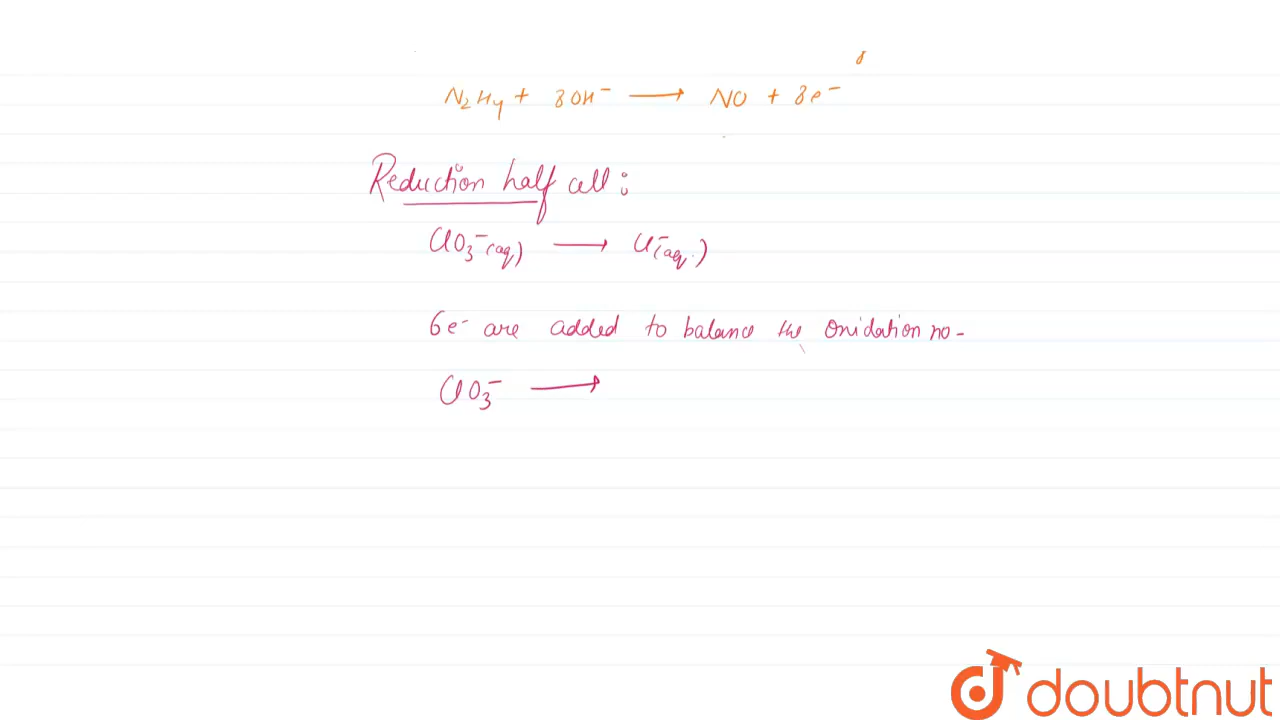 N₂H₄ + 8OH⁻ ⟶ NO + 8e⁻
Reduction half cell :
ClO₃⁻(aq) ⟶ Cl⁻(aq.)
6e⁻ are added to balance the Oxidation no-
ClO₃⁻ ⟶
doubtnut